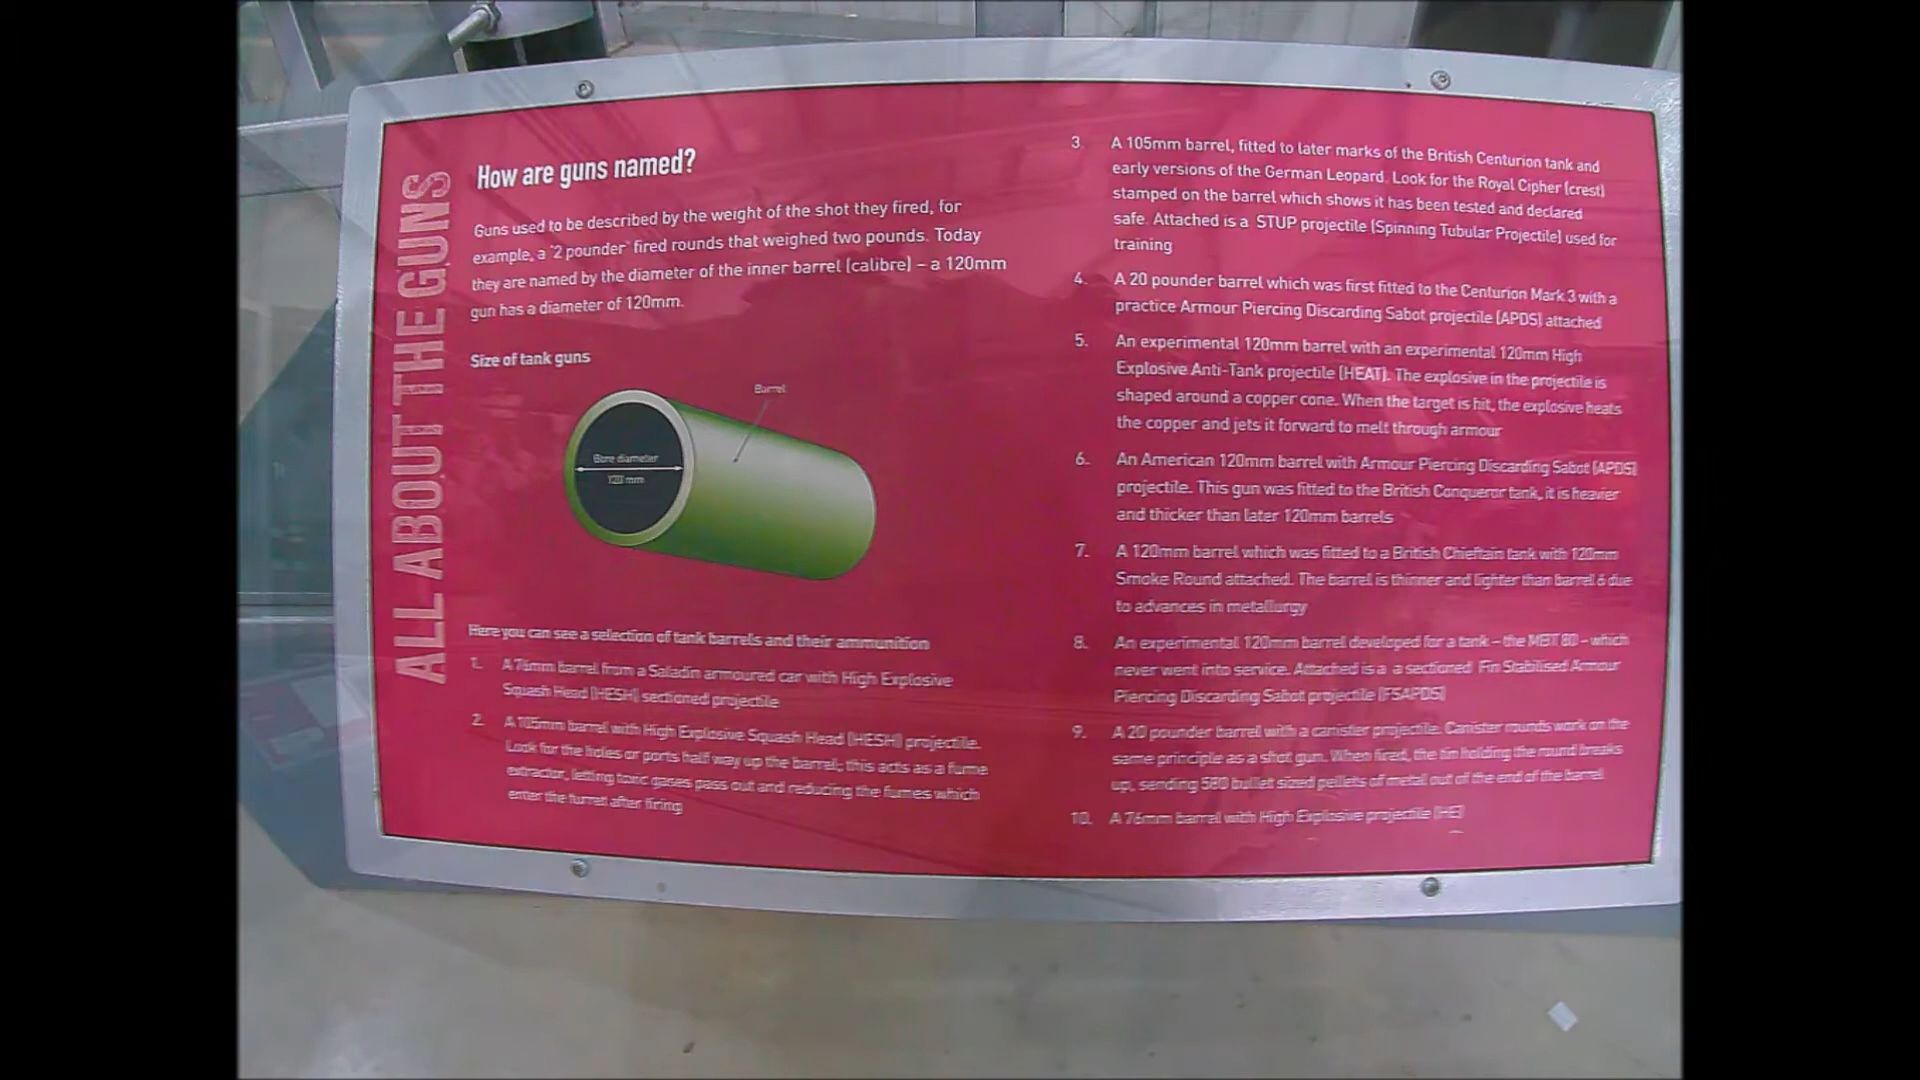 ALL ABOUT THE GUNS
How are guns named?
Guns used to be described by the weight of the shot they fired, for
example, a '2 pounder' fired rounds that weighed two pounds. Today
they are named by the diameter of the inner barrel (calibre) – a 120mm
gun has a diameter of 120mm.
Size of tank guns
Barrel
Bore diameter
120 mm
Here you can see a selection of tank barrels and their ammunition
1. A 76mm barrel from a Saladin armoured car with High Explosive
Squash Head (HESH) sectioned projectile
2. A 105mm barrel with High Explosive Squash Head (HESH) projectile.
Look for the holes or ports half way up the barrel; this acts as a fume
extractor, letting toxic gases pass out and reducing the fumes which
enter the turret after firing
3. A 105mm barrel, fitted to later marks of the British Centurion tank and
early versions of the German Leopard. Look for the Royal Cipher (crest)
stamped on the barrel which shows it has been tested and declared
safe. Attached is a STUP projectile (Spinning Tubular Projectile) used for
training
4. A 20 pounder barrel which was first fitted to the Centurion Mark 3 with a
practice Armour Piercing Discarding Sabot projectile (APDS) attached
5. An experimental 120mm barrel with an experimental 120mm High
Explosive Anti-Tank projectile (HEAT). The explosive in the projectile is
shaped around a copper cone. When the target is hit, the explosive heats
the copper and jets it forward to melt through armour
6. An American 120mm barrel with Armour Piercing Discarding Sabot (APDS)
projectile. This gun was fitted to the British Conqueror tank, it is heavier
and thicker than later 120mm barrels
7. A 120mm barrel which was fitted to a British Chieftain tank with 120mm
Smoke Round attached. The barrel is thinner and lighter than barrel 6 due
to advances in metallurgy
8. An experimental 120mm barrel developed for a tank – the MBT 80 – which
never went into service. Attached is a a sectioned Fin Stabilised Armour
Piercing Discarding Sabot projectile (FSAPDS)
9. A 20 pounder barrel with a canister projectile. Canister rounds work on the
same principle as a shot gun. When fired, the tin holding the round breaks
up, sending 580 bullet sized pellets of metal out of the end of the barrel
10. A 76mm barrel with High Explosive projectile (HE)